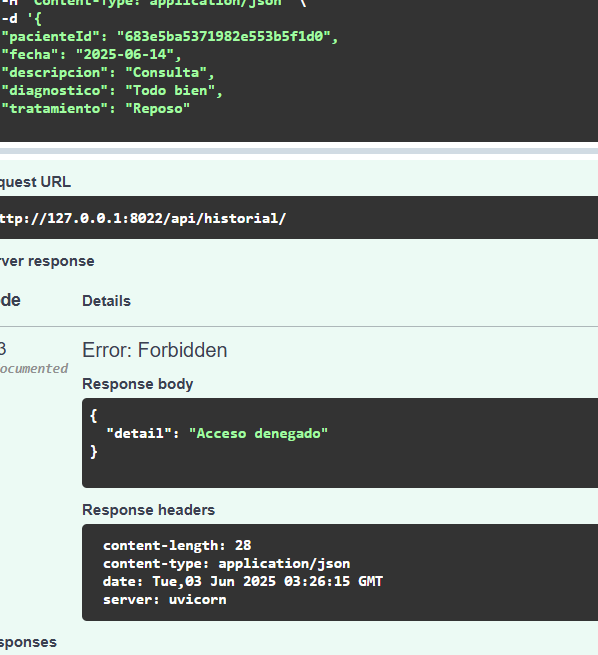 -H "Content-Type: application/json" \
-d '{
"pacienteId": "683e5ba5371982e553b5f1d0",
"fecha": "2025-06-14",
"descripcion": "Consulta",
"diagnostico": "Todo bien",
"tratamiento": "Reposo"
quest URL
ttp://127.0.0.1:8022/api/historial/
rver response
de
Details
3
ocumented
Error: Forbidden
Response body
{
"detail": "Acceso denegado"
}
Response headers
content-length: 28
content-type: application/json
date: Tue,03 Jun 2025 03:26:15 GMT
server: uvicorn
sponses